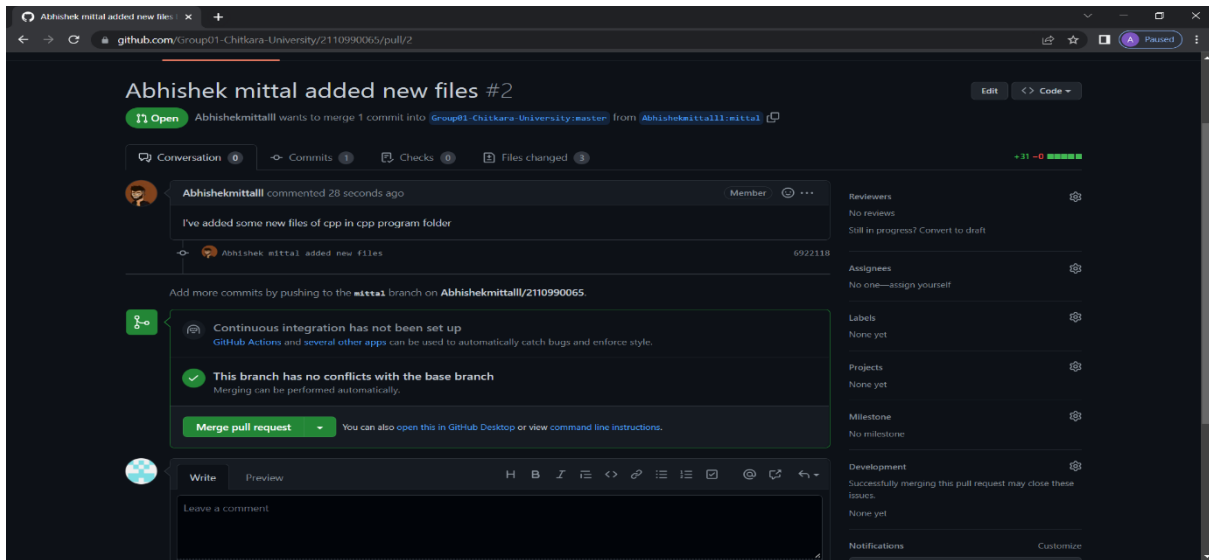 Abhishek mittal added new files
github.com/Group01-Chitkara-University/2110990065/pull/2
A Paused
Abhishek mittal added new files #2
Edit <> Code
Open Abhishekmittalll wants to merge 1 commit into Group01-Chitkara-University:master from Abhishekmittalll:mittal
Conversation 0 Commits 1 Checks 0 Files changed 3
+31 −0
Abhishekmittalll commented 28 seconds ago Member
I've added some new files of cpp in cpp program folder
Abhishek mittal added new files 6922118
Add more commits by pushing to the mittal branch on Abhishekmittalll/2110990065.
Continuous integration has not been set up
GitHub Actions and several other apps can be used to automatically catch bugs and enforce style.
This branch has no conflicts with the base branch
Merging can be performed automatically.
Merge pull request You can also open this in GitHub Desktop or view command line instructions.
Write Preview H B I
Leave a comment
Reviewers
No reviews
Still in progress? Convert to draft
Assignees
No one—assign yourself
Labels
None yet
Projects
None yet
Milestone
No milestone
Development
Successfully merging this pull request may close these
issues.
None yet
Notifications Customize